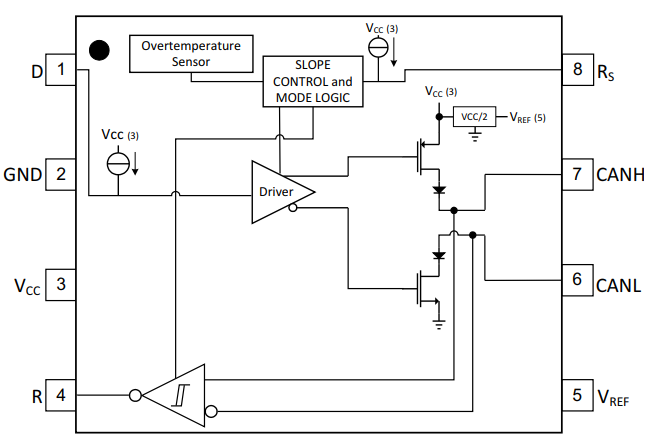 Overtemperature
Sensor
SLOPE
CONTROL and
MODE LOGIC
VCC (3)
D 1
8 RS
VCC (3)
VCC/2
VREF (5)
Vcc (3)
GND 2
7 CANH
Driver
VCC 3
6 CANL
R 4
5 VREF